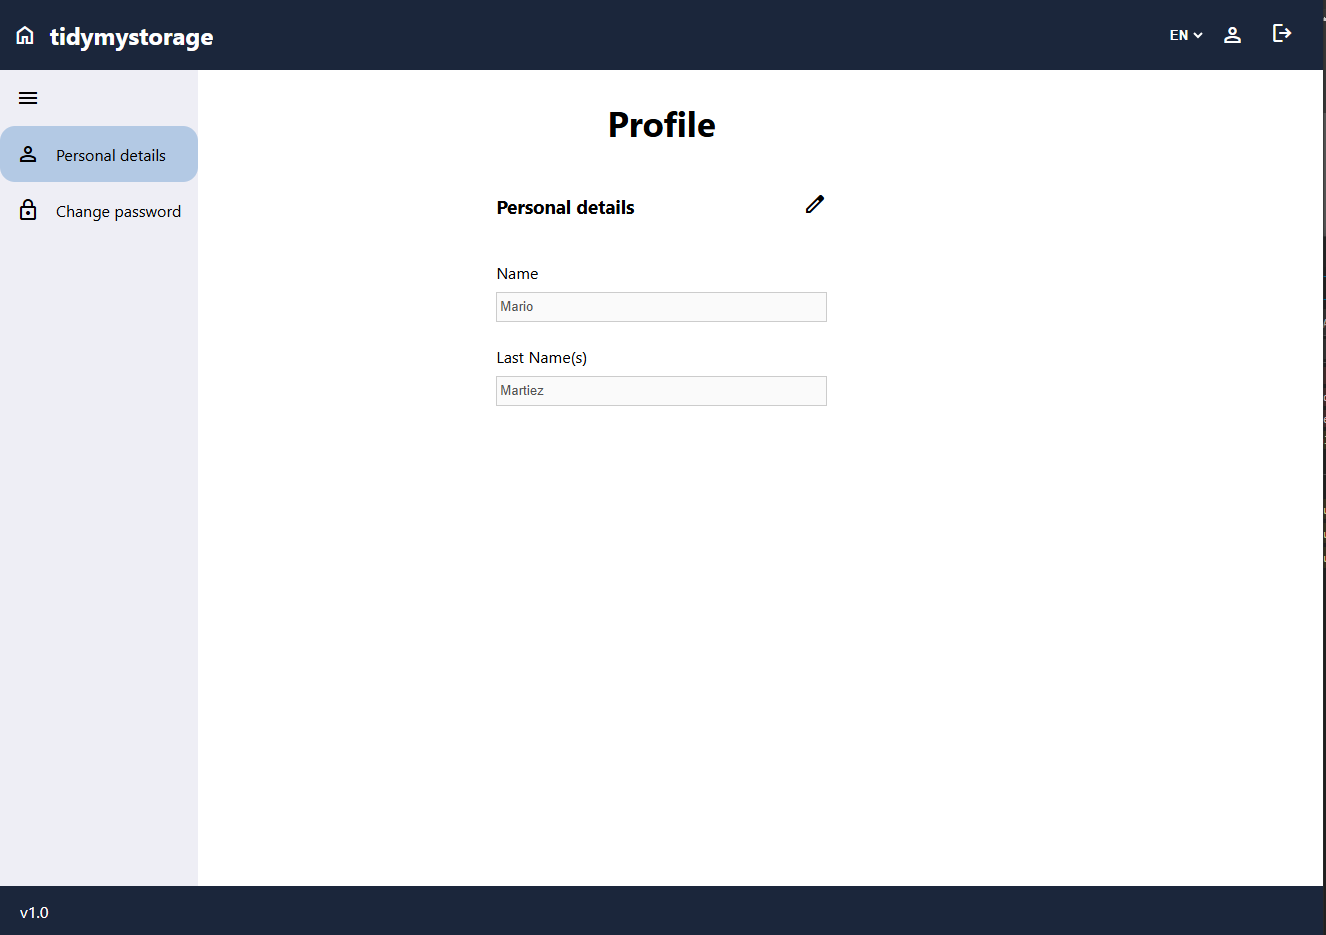 tidymystorage
EN
Profile
Personal details
Change password
Personal details
Name
Mario
Last Name(s)
Martiez
v1.0